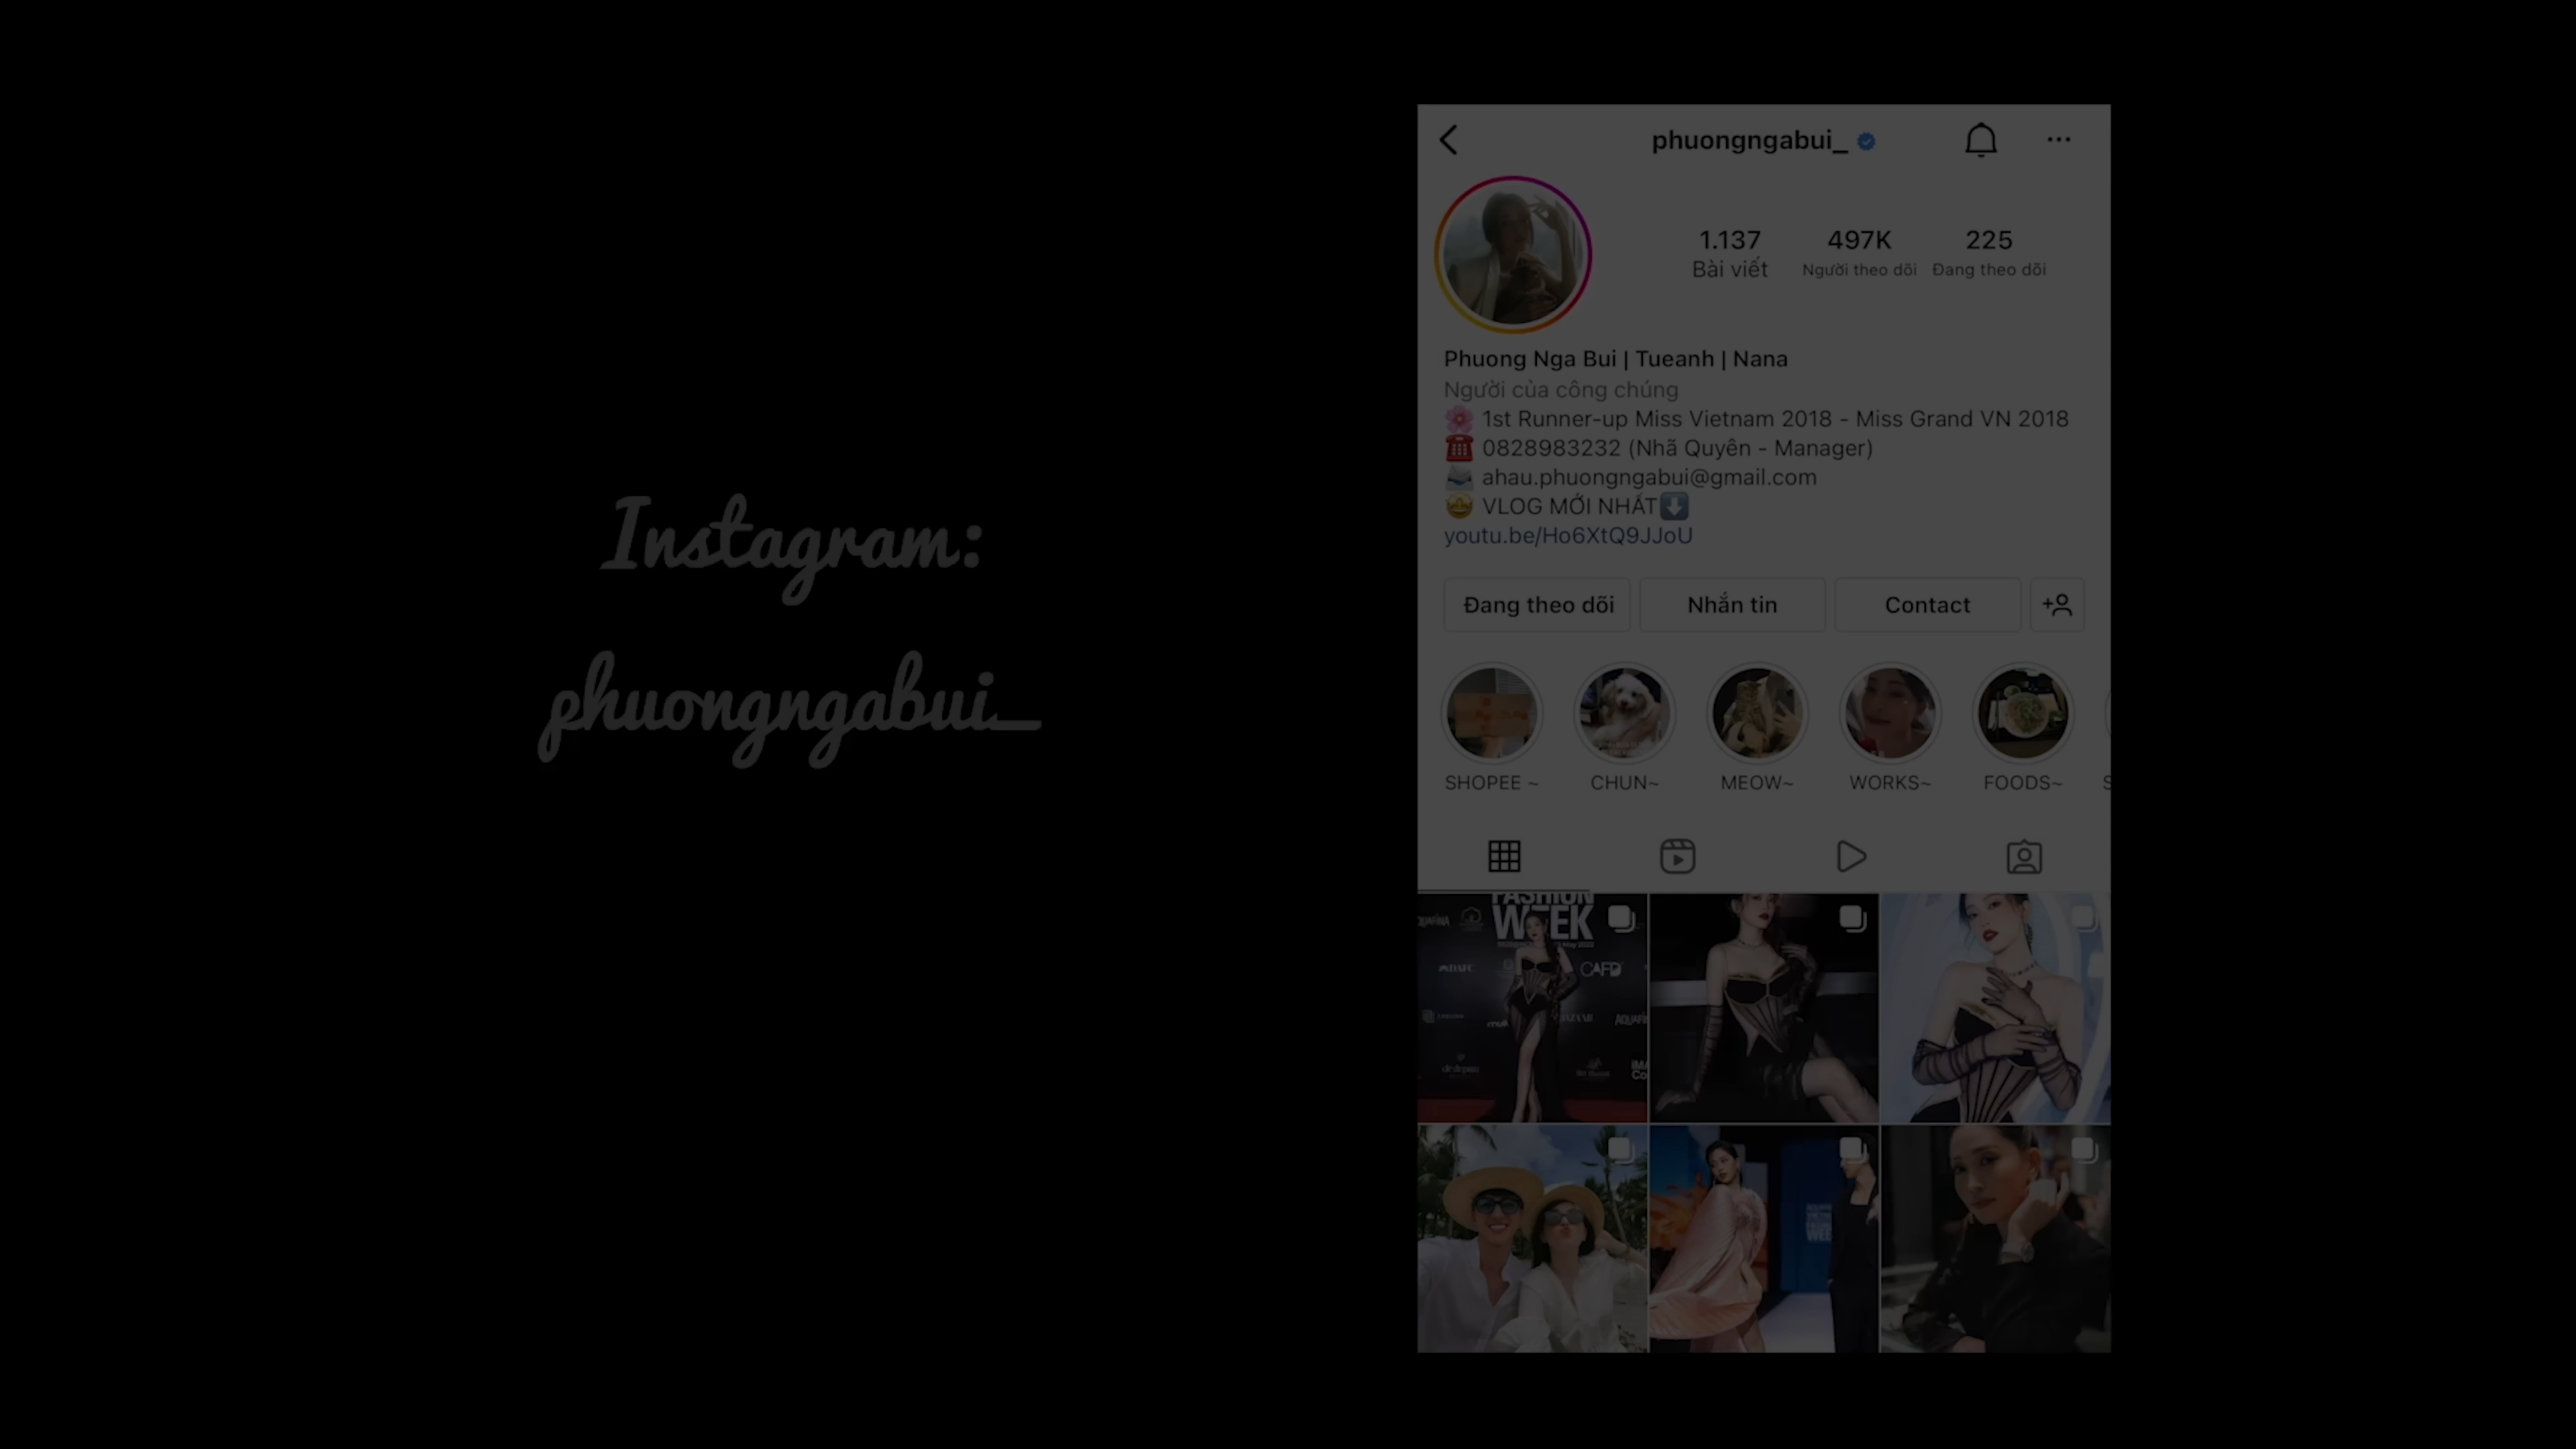 Instagram:
phuongngabui_
phuongngabui_
1.137
Bài viết
497K
Người theo dõi
225
Đang theo dõi
Phuong Nga Bui | Tueanh | Nana
Người của công chúng
🌸 1st Runner-up Miss Vietnam 2018 - Miss Grand VN 2018
☎️ 0828983232 (Nhã Quyên - Manager)
ahau.phuongngabui@gmail.com
🤩 VLOG MỚI NHẤT⬇️
youtu.be/Ho6XtQ9JJoU
Đang theo dõi
Nhắn tin
Contact
SHOPEE ~
CHUN~
MEOW~
WORKS~
FOODS~
S
FASHION
WEEK
CAFD